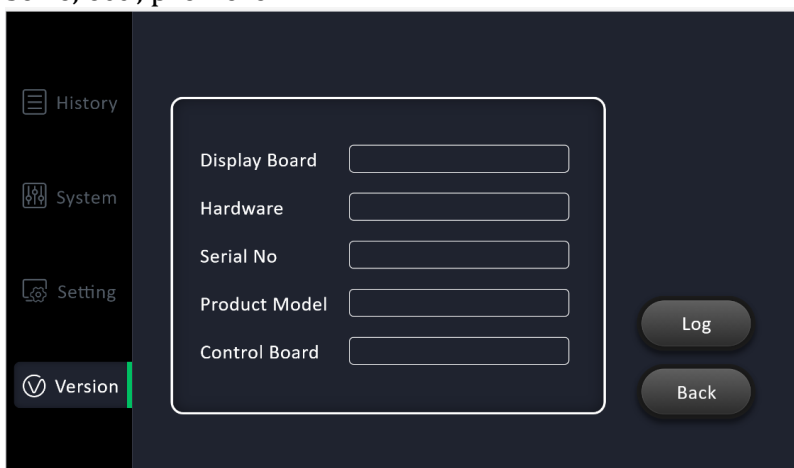 History
System
Setting
Version
Display Board
Hardware
Serial No
Product Model
Control Board
Log
Back